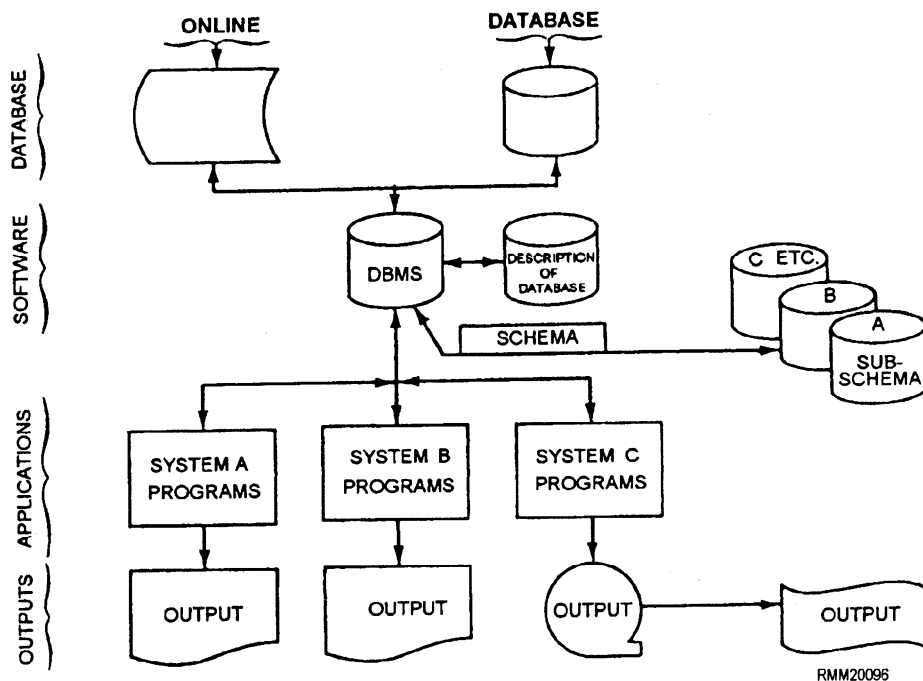 ONLINE
DATABASE
DATABASE
SOFTWARE
DBMS
DESCRIPTION
OF
DATABASE
C ETC.
B
A
SUB-
SCHEMA
SCHEMA
APPLICATIONS
SYSTEM A
PROGRAMS
SYSTEM B
PROGRAMS
SYSTEM C
PROGRAMS
OUTPUTS
OUTPUT
OUTPUT
OUTPUT
OUTPUT
RMM20096